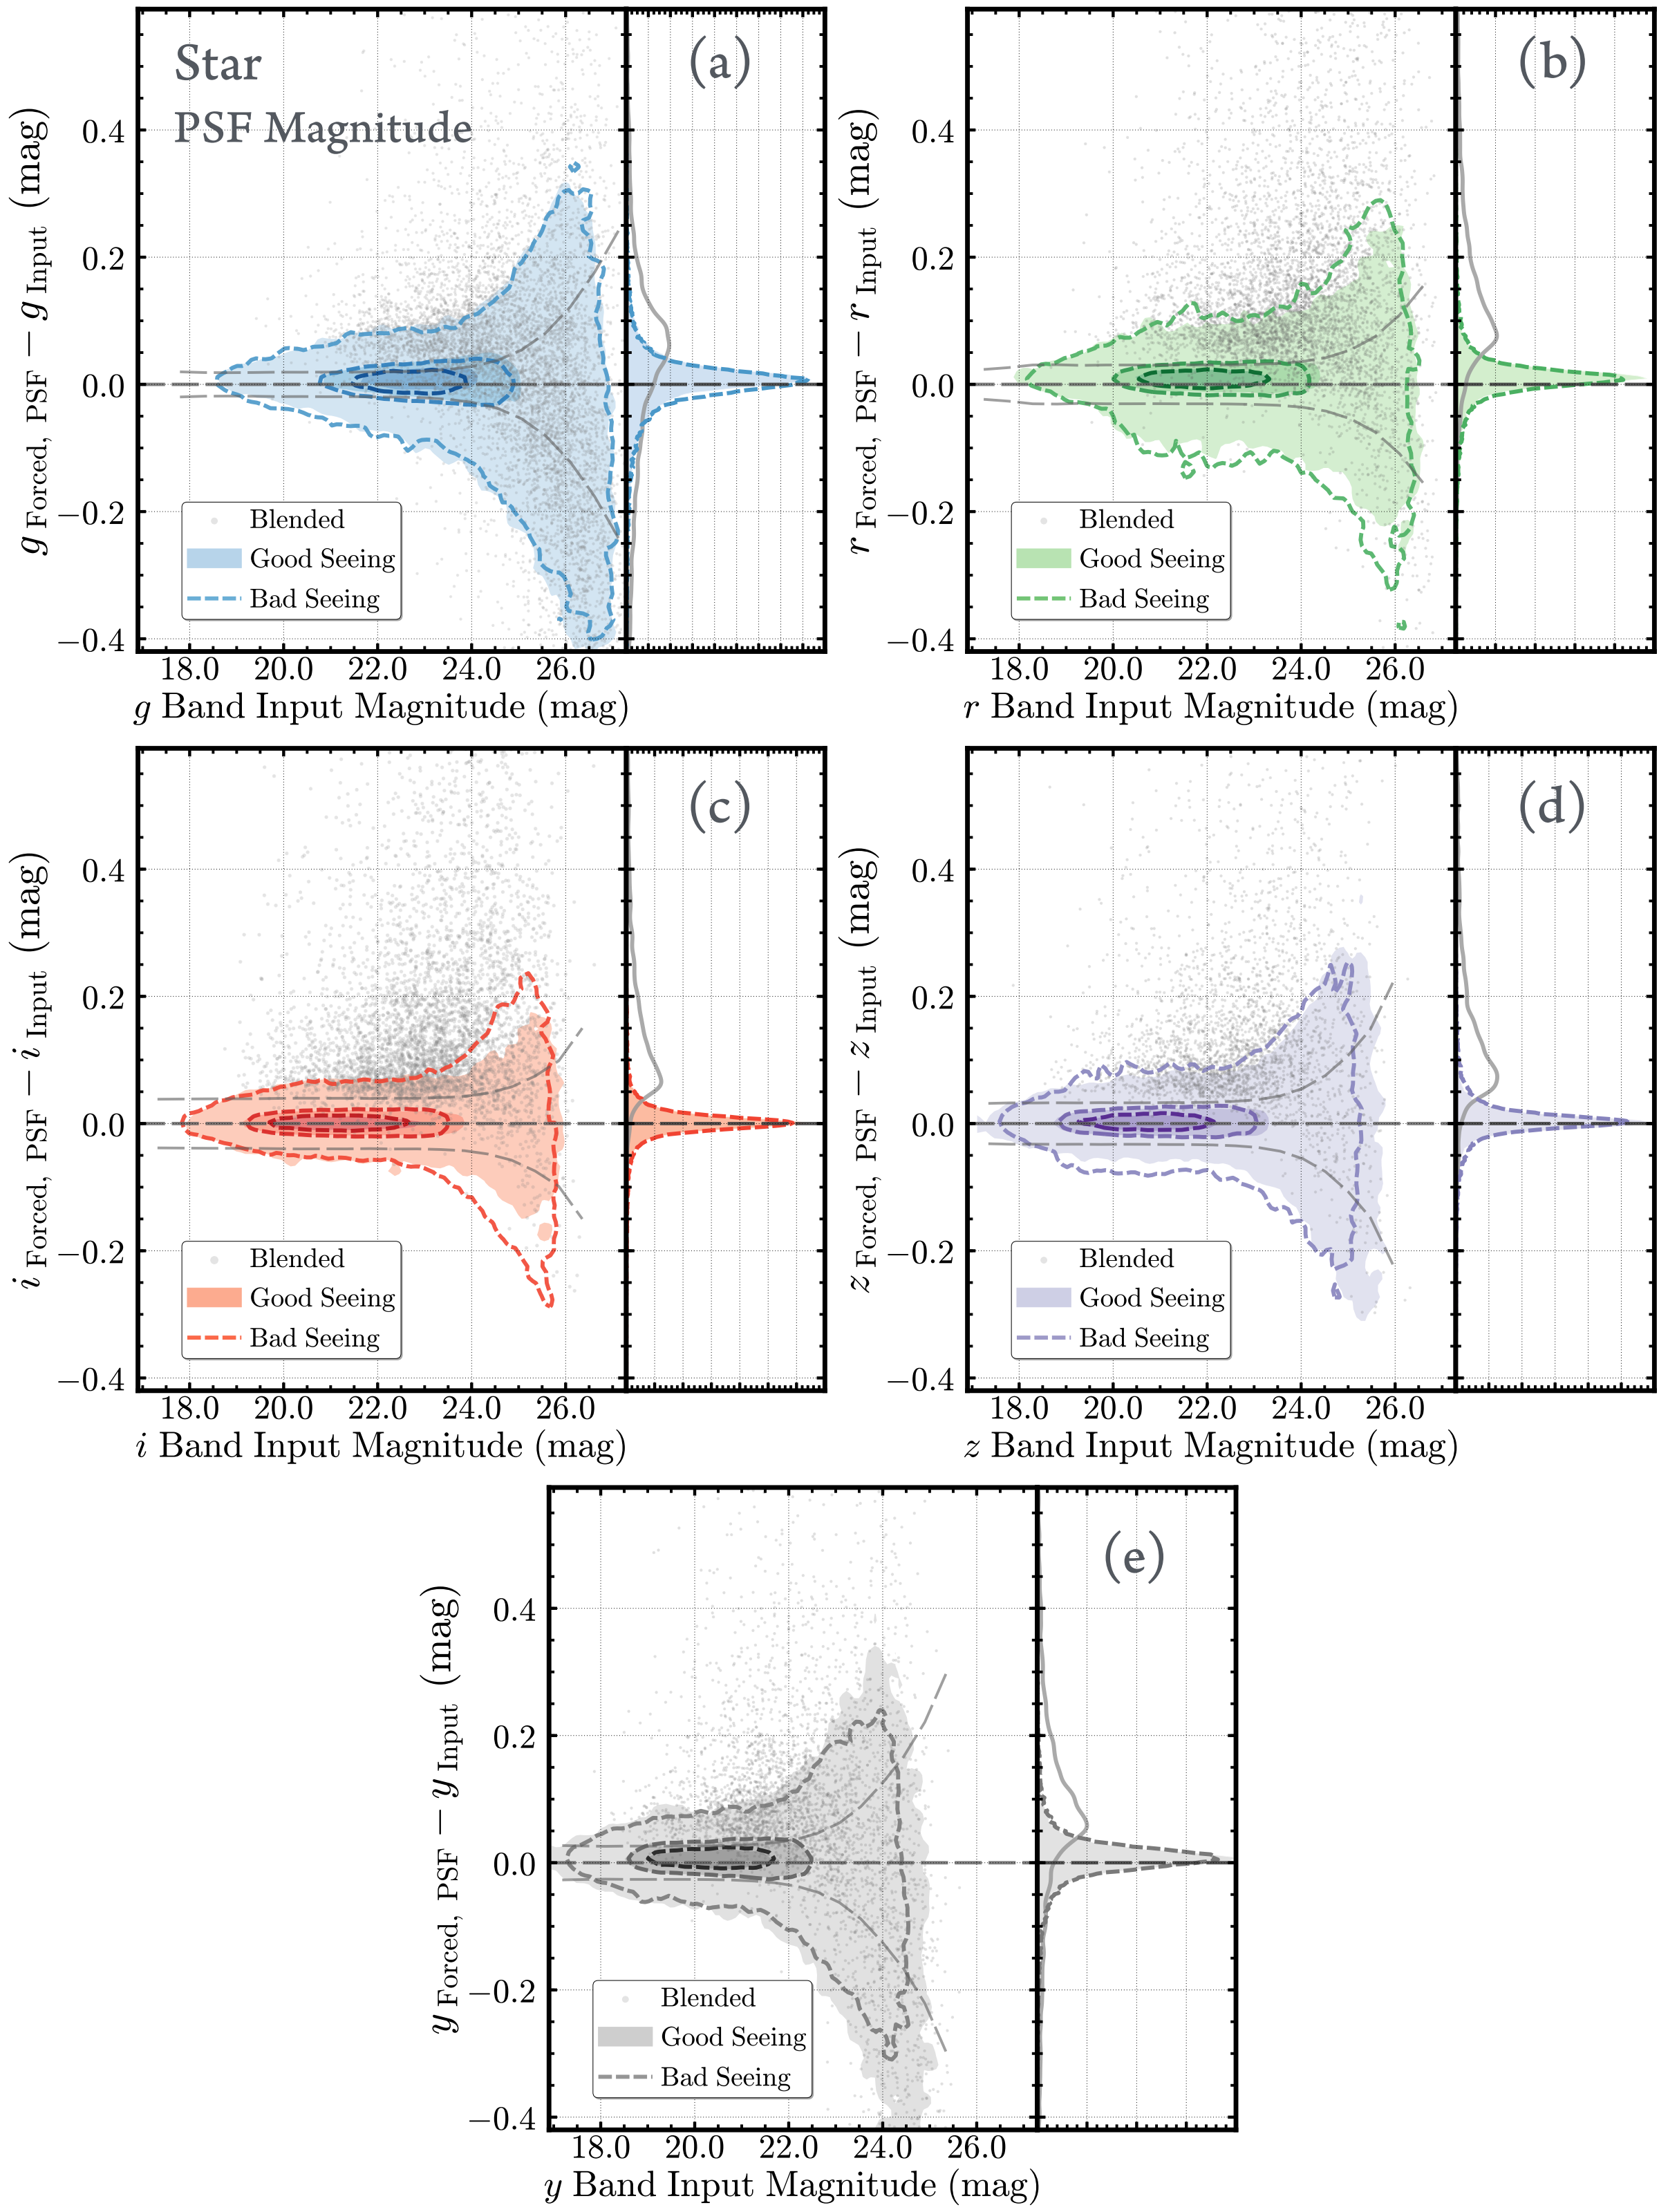 Star
PSF Magnitude
(a)
g Forced, PSF − g Input (mag)
0.4
0.2
0.0
−0.2
−0.4
Blended
Good Seeing
Bad Seeing
18.0 20.0 22.0 24.0 26.0
g Band Input Magnitude (mag)
(b)
r Forced, PSF − r Input (mag)
0.4
0.2
0.0
−0.2
−0.4
Blended
Good Seeing
Bad Seeing
18.0 20.0 22.0 24.0 26.0
r Band Input Magnitude (mag)
(c)
i Forced, PSF − i Input (mag)
0.4
0.2
0.0
−0.2
−0.4
Blended
Good Seeing
Bad Seeing
18.0 20.0 22.0 24.0 26.0
i Band Input Magnitude (mag)
(d)
z Forced, PSF − z Input (mag)
0.4
0.2
0.0
−0.2
−0.4
Blended
Good Seeing
Bad Seeing
18.0 20.0 22.0 24.0 26.0
z Band Input Magnitude (mag)
(e)
y Forced, PSF − y Input (mag)
0.4
0.2
0.0
−0.2
−0.4
Blended
Good Seeing
Bad Seeing
18.0 20.0 22.0 24.0 26.0
y Band Input Magnitude (mag)